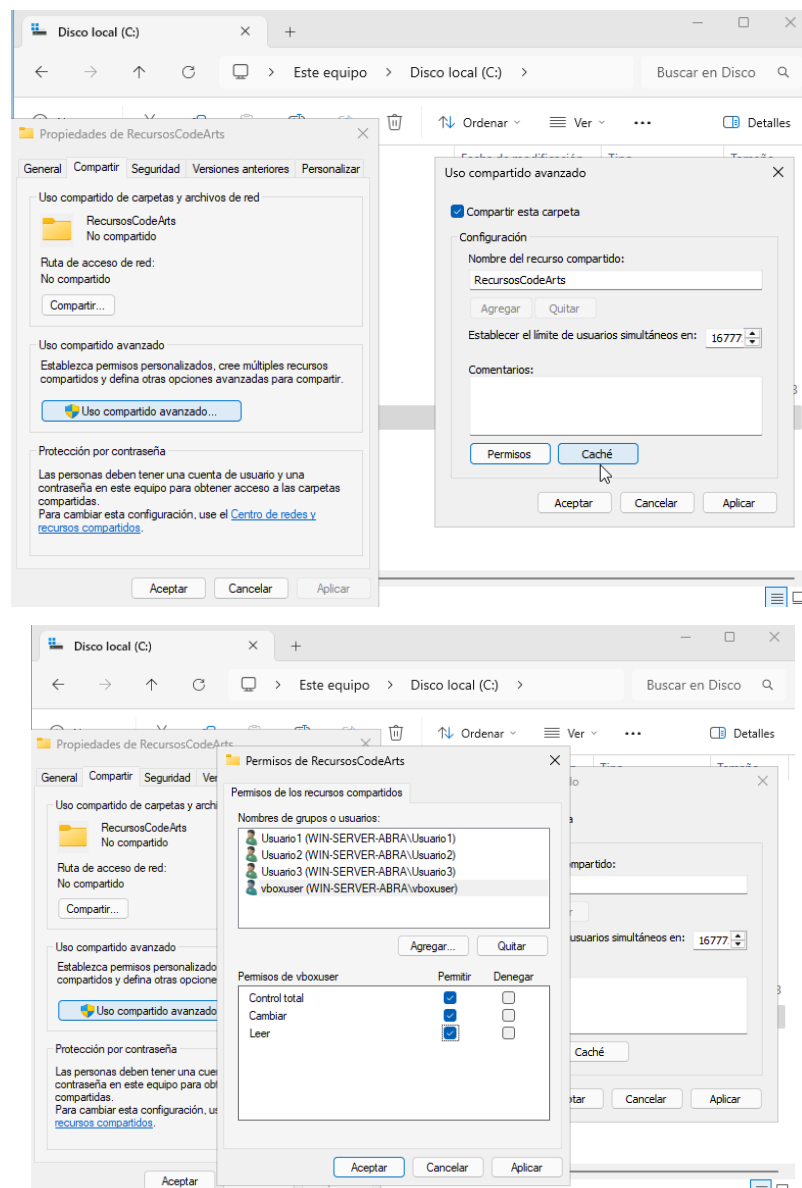 Disco local (C:)
Este equipo > Disco local (C:) >
Buscar en Disco
Ordenar
Ver
Detalles
Propiedades de RecursosCodeArts
General Compartir Seguridad Versiones anteriores Personalizar
Uso compartido de carpetas y archivos de red
RecursosCodeArts
No compartido
Ruta de acceso de red:
No compartido
Compartir...
Uso compartido avanzado
Establezca permisos personalizados, cree múltiples recursos
compartidos y defina otras opciones avanzadas para compartir.
Uso compartido avanzado...
Protección por contraseña
Las personas deben tener una cuenta de usuario y una
contraseña en este equipo para obtener acceso a las carpetas
compartidas.
Para cambiar esta configuración, use el Centro de redes y
recursos compartidos.
Aceptar Cancelar Aplicar
Uso compartido avanzado
Compartir esta carpeta
Configuración
Nombre del recurso compartido:
RecursosCodeArts
Agregar Quitar
Establecer el límite de usuarios simultáneos en: 16777
Comentarios:
Permisos Caché
Aceptar Cancelar Aplicar
Disco local (C:)
Este equipo > Disco local (C:) >
Buscar en Disco
Ordenar
Ver
Detalles
Propiedades de RecursosCodeArts
General Compartir Seguridad Ver
Uso compartido de carpetas y archi
RecursosCodeArts
No compartido
Ruta de acceso de red:
No compartido
Compartir...
Uso compartido avanzado
Establezca permisos personalizado
compartidos y defina otras opcione
Uso compartido avanzado
Protección por contraseña
Las personas deben tener una cue
contraseña en este equipo para obt
compartidas.
Para cambiar esta configuración, us
recursos compartidos.
Aceptar
Permisos de RecursosCodeArts
Permisos de los recursos compartidos
Nombres de grupos o usuarios:
Usuario1 (WIN-SERVER-ABRA\Usuario1)
Usuario2 (WIN-SERVER-ABRA\Usuario2)
Usuario3 (WIN-SERVER-ABRA\Usuario3)
vboxuser (WIN-SERVER-ABRA\vboxuser)
Agregar... Quitar
Permisos de vboxuser Permitir Denegar
Control total
Cambiar
Leer
Aceptar Cancelar Aplicar
mpartido:
usuarios simultáneos en: 16777
Caché
tar Cancelar Aplicar